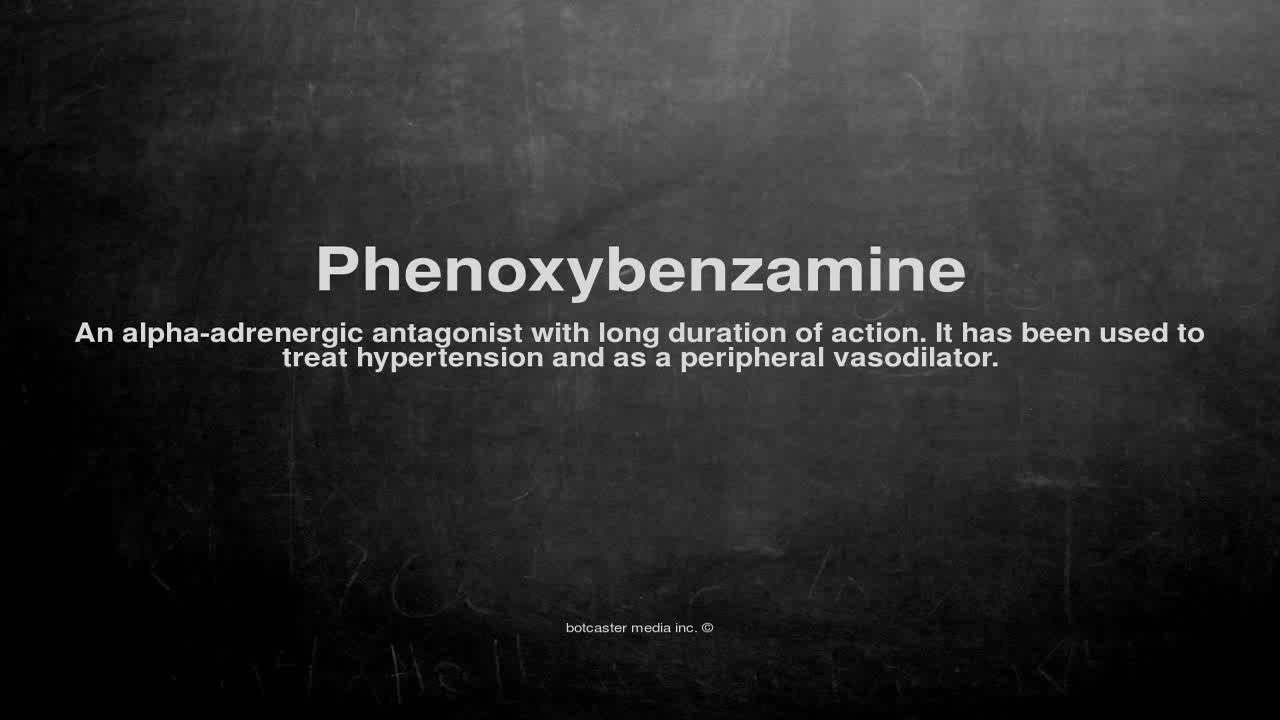 Phenoxybenzamine
An alpha-adrenergic antagonist with long duration of action. It has been used to
treat hypertension and as a peripheral vasodilator.
botcaster media inc. ©